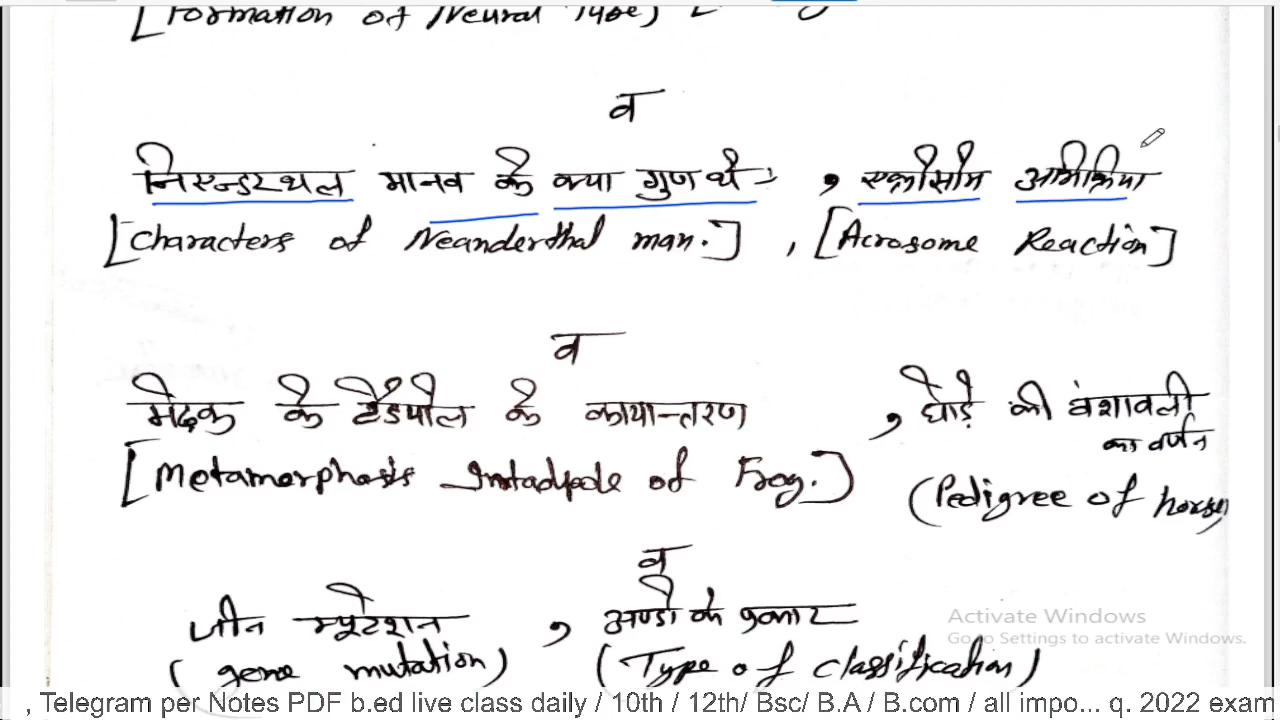 [Formation of Neural Tube]
व
निएन्डरथल मानव के क्या गुण थे :- , एक्रोसोम अभिक्रिया
[Characters of Neanderthal man.] , [Acrosome Reaction]
व
मेढ़क के टैडपोल के कायान्तरण , घोड़े की वंशावली
का वर्णन
[Metamorphosis Intadpole of Frog.] (Pedigree of horse)
व
जीन म्यूटेशन , अण्डो के प्रकार
(gene mutation) (Type of classification)
Activate Windows
Go to Settings to activate Windows.
, Telegram per Notes PDF b.ed live class daily / 10th / 12th/ Bsc/ B.A / B.com / all impo... q. 2022 exam